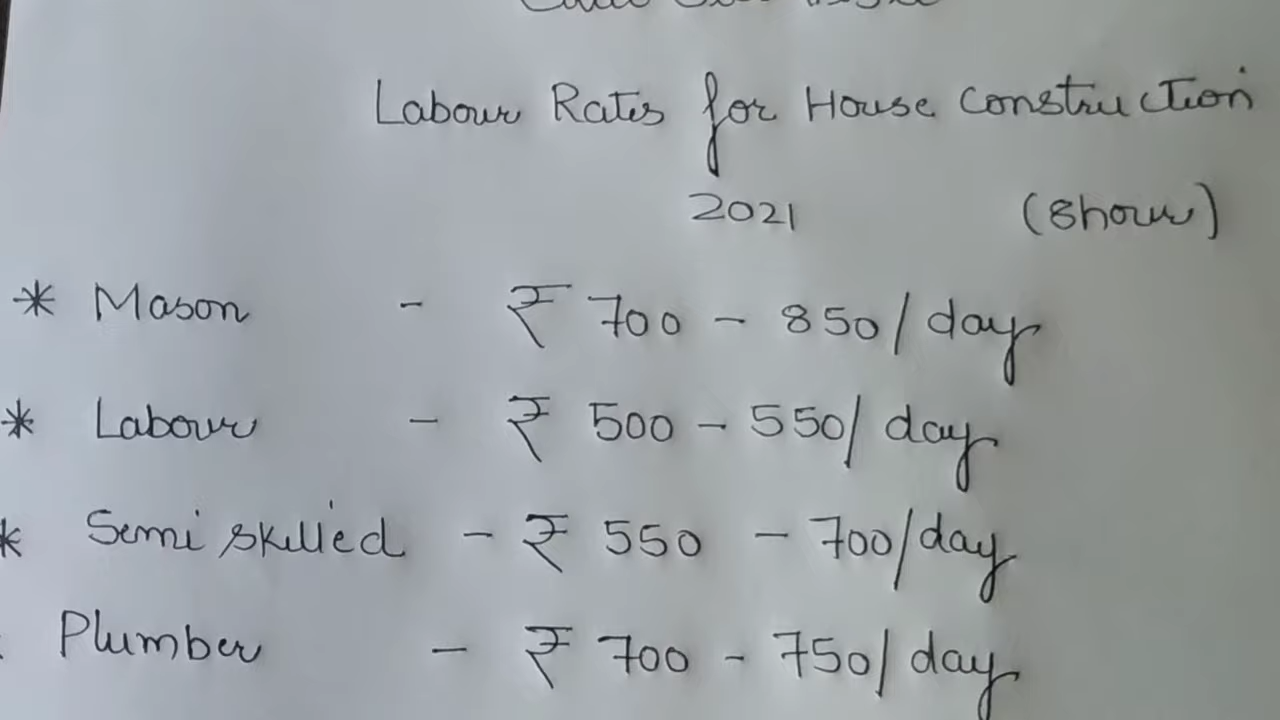 Labour Rates for House Construction
2021 (8hour)
* Mason - ₹ 700 - 850/day
* Labour - ₹ 500 - 550/day
* Semi skilled - ₹ 550 - 700/day
Plumber - ₹ 700 - 750/day